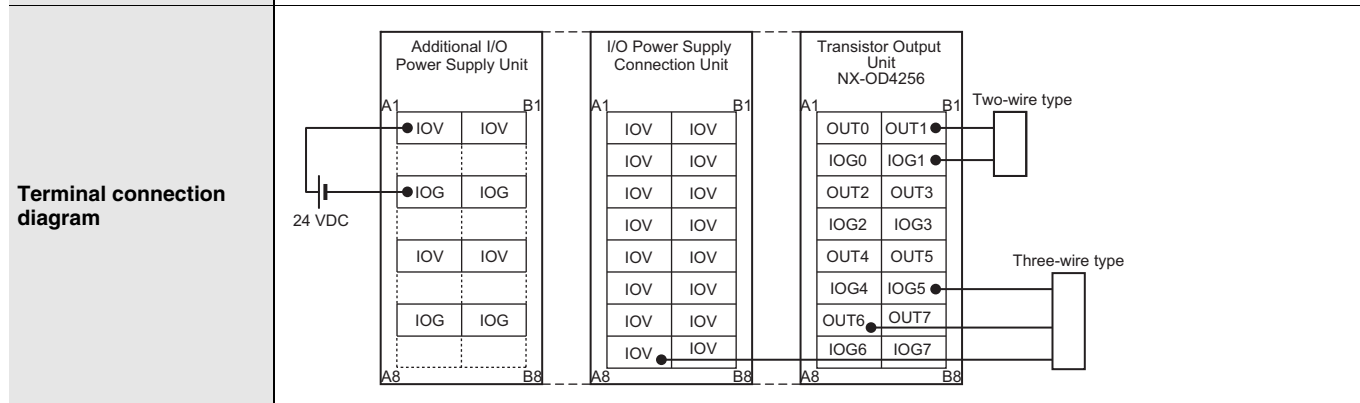 Terminal connection
diagram
24 VDC
Additional I/O
Power Supply Unit
A1 B1
IOV IOV
IOG IOG
IOV IOV
IOG IOG
A8 B8
I/O Power Supply
Connection Unit
A1 B1
IOV IOV
IOV IOV
IOV IOV
IOV IOV
IOV IOV
IOV IOV
IOV IOV
IOV IOV
A8 B8
Transistor Output
Unit
NX-OD4256
A1 B1
OUT0 OUT1
IOG0 IOG1
OUT2 OUT3
IOG2 IOG3
OUT4 OUT5
IOG4 IOG5
OUT6 OUT7
IOG6 IOG7
A8 B8
Two-wire type
Three-wire type